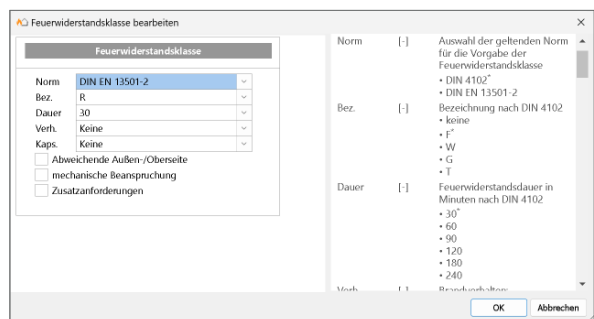 Feuerwiderstandsklasse bearbeiten
Feuerwiderstandsklasse
Norm DIN EN 13501-2
Bez. R
Dauer 30
Verh. Keine
Kaps. Keine
Abweichende Außen-/Oberseite
mechanische Beanspruchung
Zusatzanforderungen
Norm [-] Auswahl der geltenden Norm
für die Vorgabe der
Feuerwiderstandsklasse
• DIN 4102*
• DIN EN 13501-2
Bez. [-] Bezeichnung nach DIN 4102
• keine
• F*
• W
• G
• T
Dauer [-] Feuerwiderstandsdauer in
Minuten nach DIN 4102
• 30*
• 60
• 90
• 120
• 180
• 240
Verh. [-] Brandverhalten:
OK Abbrechen